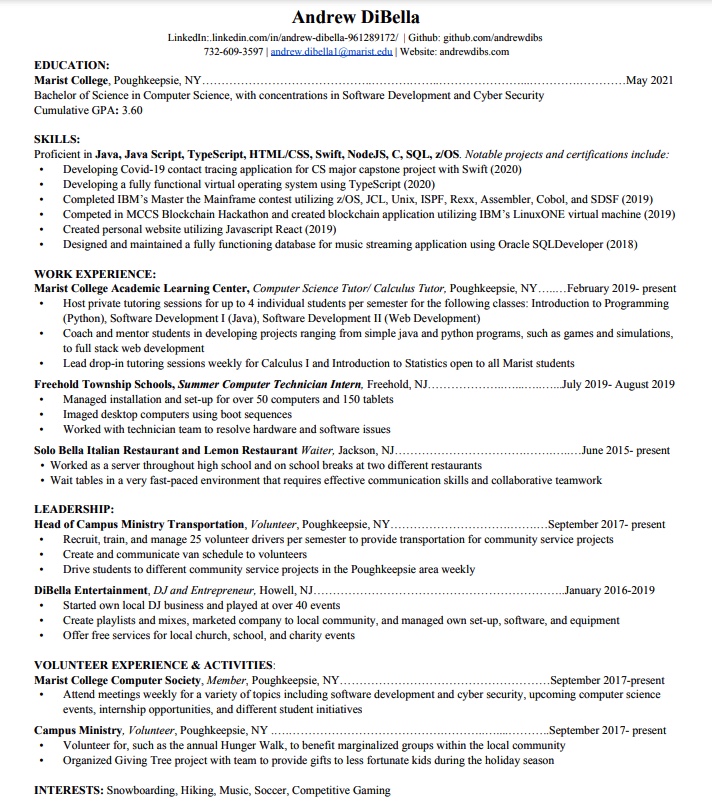 Andrew DiBella
LinkedIn:.linkedin.com/in/andrew-dibella-961289172/ | Github: github.com/andrewdibs
732-609-3597 | andrew.dibella1@marist.edu | Website: andrewdibs.com
EDUCATION:
Marist College, Poughkeepsie, NY……………………………………………………………………………May 2021
Bachelor of Science in Computer Science, with concentrations in Software Development and Cyber Security
Cumulative GPA: 3.60
SKILLS:
Proficient in Java, Java Script, TypeScript, HTML/CSS, Swift, NodeJS, C, SQL, z/OS. Notable projects and certifications include:
• Developing Covid-19 contact tracing application for CS major capstone project with Swift (2020)
• Developing a fully functional virtual operating system using TypeScript (2020)
• Completed IBM's Master the Mainframe contest utilizing z/OS, JCL, Unix, ISPF, Rexx, Assembler, Cobol, and SDSF (2019)
• Competed in MCCS Blockchain Hackathon and created blockchain application utilizing IBM's LinuxONE virtual machine (2019)
• Created personal website utilizing Javascript React (2019)
• Designed and maintained a fully functioning database for music streaming application using Oracle SQLDeveloper (2018)
WORK EXPERIENCE:
Marist College Academic Learning Center, Computer Science Tutor/ Calculus Tutor, Poughkeepsie, NY…..…February 2019- present
• Host private tutoring sessions for up to 4 individual students per semester for the following classes: Introduction to Programming
(Python), Software Development I (Java), Software Development II (Web Development)
• Coach and mentor students in developing projects ranging from simple java and python programs, such as games and simulations,
to full stack web development
• Lead drop-in tutoring sessions weekly for Calculus I and Introduction to Statistics open to all Marist students
Freehold Township Schools, Summer Computer Technician Intern, Freehold, NJ………………………..July 2019- August 2019
• Managed installation and set-up for over 50 computers and 150 tablets
• Imaged desktop computers using boot sequences
• Worked with technician team to resolve hardware and software issues
Solo Bella Italian Restaurant and Lemon Restaurant Waiter, Jackson, NJ…………………………………June 2015- present
• Worked as a server throughout high school and on school breaks at two different restaurants
• Wait tables in a very fast-paced environment that requires effective communication skills and collaborative teamwork
LEADERSHIP:
Head of Campus Ministry Transportation, Volunteer, Poughkeepsie, NY……………………………September 2017- present
• Recruit, train, and manage 25 volunteer drivers per semester to provide transportation for community service projects
• Create and communicate van schedule to volunteers
• Drive students to different community service projects in the Poughkeepsie area weekly
DiBella Entertainment, DJ and Entrepreneur, Howell, NJ……………………………………………January 2016-2019
• Started own local DJ business and played at over 40 events
• Create playlists and mixes, marketed company to local community, and managed own set-up, software, and equipment
• Offer free services for local church, school, and charity events
VOLUNTEER EXPERIENCE & ACTIVITIES:
Marist College Computer Society, Member, Poughkeepsie, NY……………………………………September 2017-present
• Attend meetings weekly for a variety of topics including software development and cyber security, upcoming computer science
events, internship opportunities, and different student initiatives
Campus Ministry, Volunteer, Poughkeepsie, NY …………………………………………………September 2017- present
• Volunteer for, such as the annual Hunger Walk, to benefit marginalized groups within the local community
• Organized Giving Tree project with team to provide gifts to less fortunate kids during the holiday season
INTERESTS: Snowboarding, Hiking, Music, Soccer, Competitive Gaming